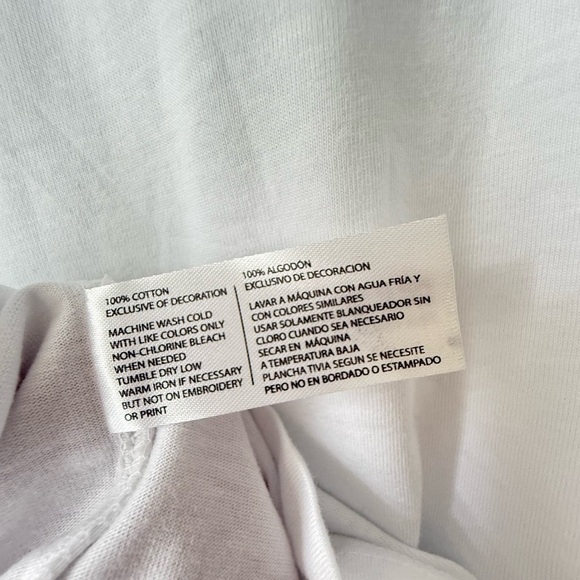 100% COTTON
EXCLUSIVE OF DECORATION
MACHINE WASH COLD
WITH LIKE COLORS ONLY
NON-CHLORINE BLEACH
WHEN NEEDED
TUMBLE DRY LOW
WARM IRON IF NECESSARY
BUT NOT ON EMBROIDERY
OR PRINT
100% ALGODÓN
EXCLUSIVO DE DECORACION
LAVAR A MÁQUINA CON AGUA FRÍA Y
CON COLORES SIMILARES
USAR SOLAMENTE BLANQUEADOR SIN
CLORO CUANDO SEA NECESARIO
SECAR EN MÁQUINA
A TEMPERATURA BAJA
PLANCHA TIVIA SEGUN SE NECESITE
PERO NO EN BORDADO O ESTAMPADO